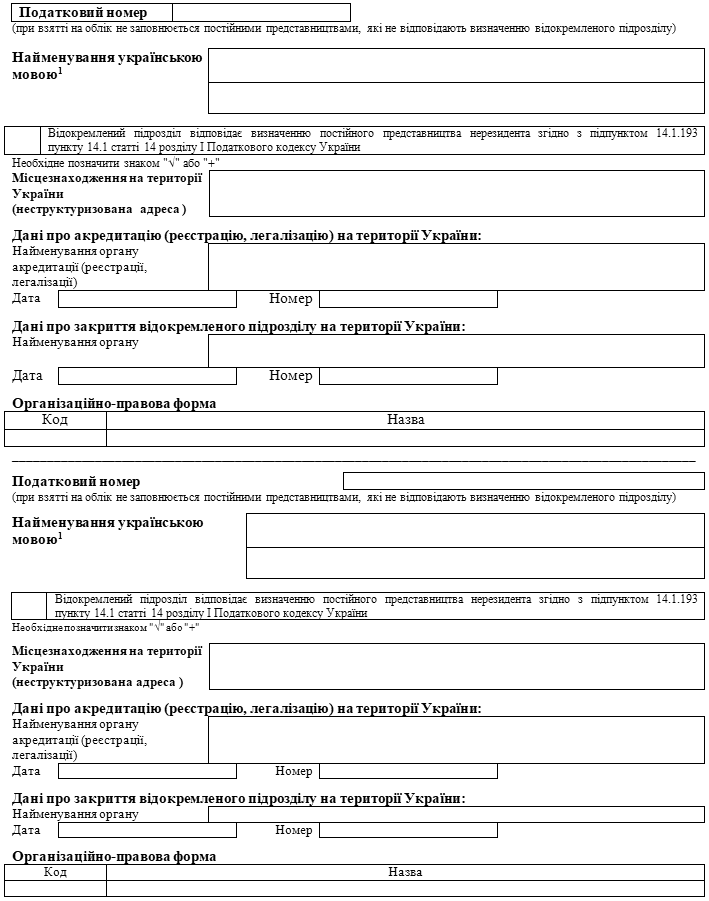 Податковий номер
(при взятті на облік не заповнюється постійними представництвами, які не відповідають визначенню відокремленого підрозділу)
Найменування українською
мовою¹
Відокремлений підрозділ відповідає визначенню постійного представництва нерезидента згідно з підпунктом 14.1.193
пункту 14.1 статті 14 розділу І Податкового кодексу України
Необхідне позначити знаком "√" або "+"
Місцезнаходження на території
України
(неструктуризована адреса )
Дані про акредитацію (реєстрацію, легалізацію) на території України:
Найменування органу
акредитації (реєстрації,
легалізації)
Дата Номер
Дані про закриття відокремленого підрозділу на території України:
Найменування органу
Дата Номер
Організаційно-правова форма
Код Назва
Податковий номер
(при взятті на облік не заповнюється постійними представництвами, які не відповідають визначенню відокремленого підрозділу)
Найменування українською
мовою¹
Відокремлений підрозділ відповідає визначенню постійного представництва нерезидента згідно з підпунктом 14.1.193
пункту 14.1 статті 14 розділу І Податкового кодексу України
Необхідне позначити знаком "√" або "+"
Місцезнаходження на території
України
(неструктуризована адреса )
Дані про акредитацію (реєстрацію, легалізацію) на території України:
Найменування органу
акредитації (реєстрації,
легалізації)
Дата Номер
Дані про закриття відокремленого підрозділу на території України:
Найменування органу
Дата Номер
Організаційно-правова форма
Код Назва